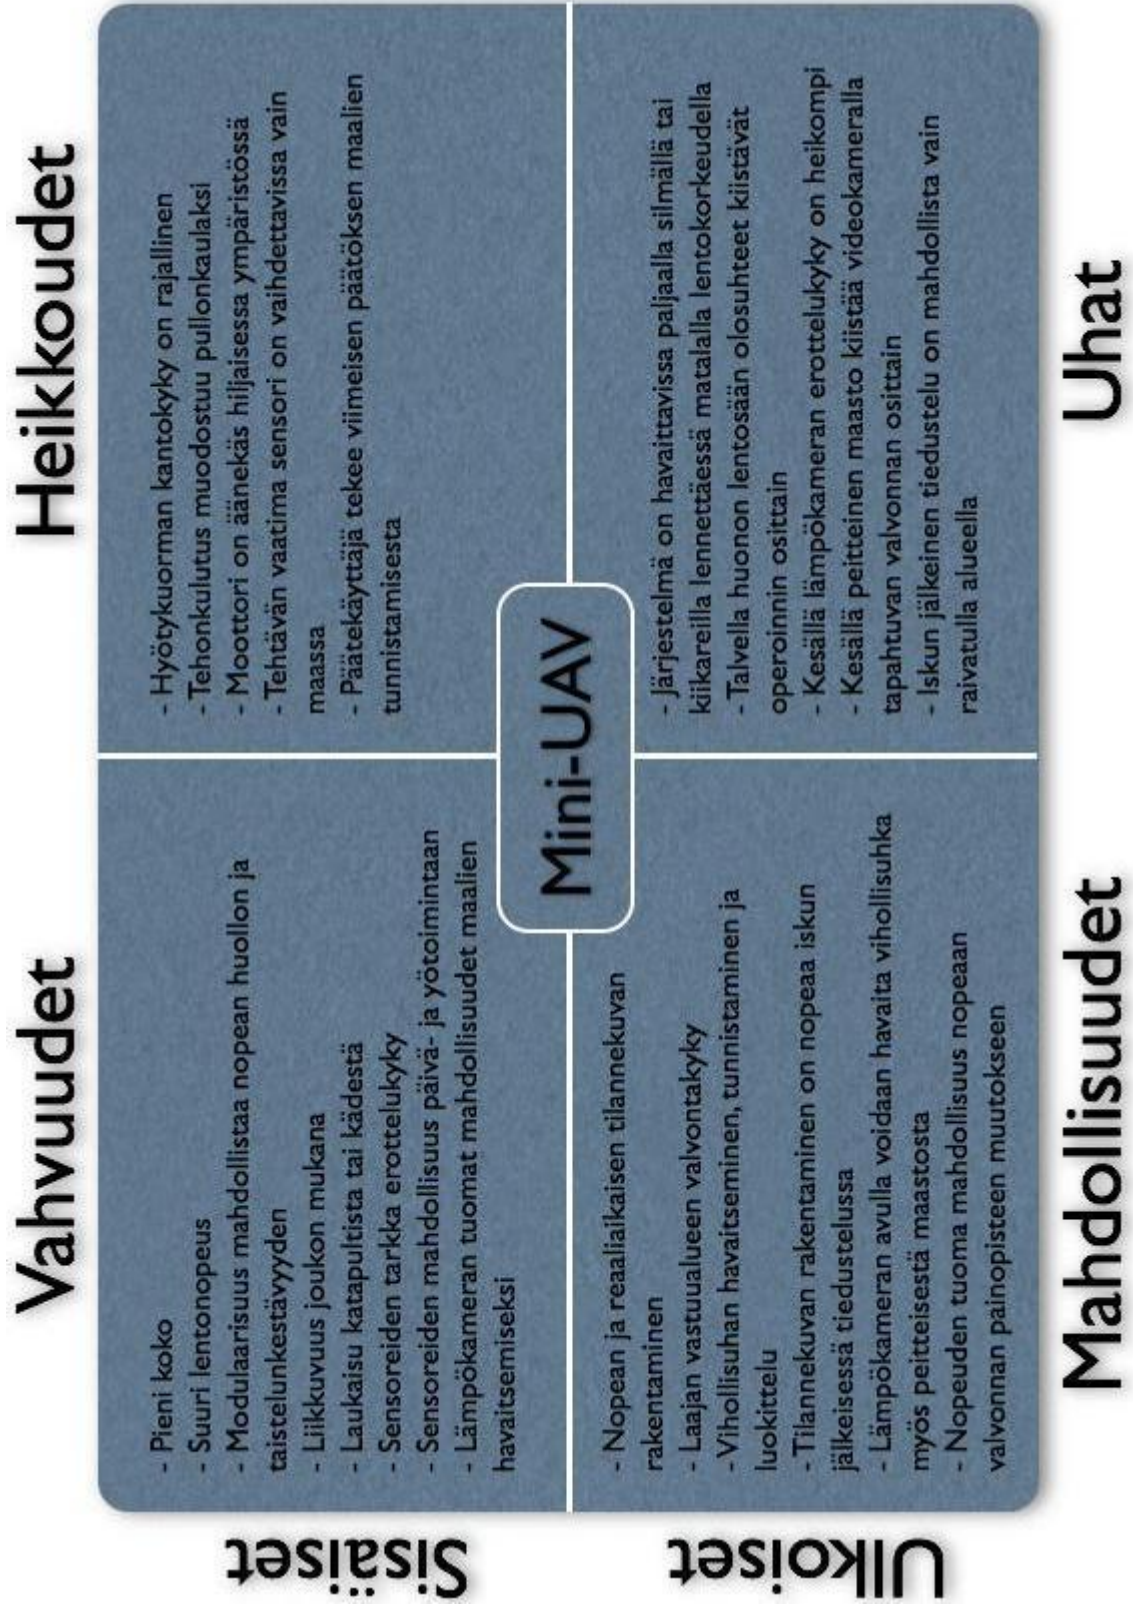 Vahvuudet
Heikkoudet
Sisäiset
- Pieni koko
- Suuri lentonopeus
- Modulaarisuus mahdollistaa nopean huollon ja
taistelunkestävyyden
- Liikkuvuus joukon mukana
- Laukaisu katapultista tai kädestä
- Sensoreiden tarkka erottelukyky
- Sensoreiden mahdollisuus päivä- ja yötoimintaan
- Lämpökameran tuomat mahdollisuudet maalien
havaitsemiseksi
- Hyötykuorman kantokyky on rajallinen
- Tehonkulutus muodostuu pullonkaulaksi
- Moottori on äänekäs hiljaisessa ympäristössä
- Tehtävän vaatima sensori on vaihdettavissa vain
maassa
- Päätekäyttäjä tekee viimeisen päätöksen maalien
tunnistamisesta
Mini-UAV
Ulkoiset
- Nopean ja reaaliaikaisen tilannekuvan
rakentaminen
- Laajan vastuualueen valvontakyky
- Vihollisuhan havaitseminen, tunnistaminen ja
luokittelu
- Tilannekuvan rakentaminen on nopeaa iskun
jälkeisessä tiedustelussa
- Lämpökameran avulla voidaan havaita vihollisuhka
myös peitteisestä maastosta
- Nopeuden tuoma mahdollisuus nopeaan
valvonnan painopisteen muutokseen
- Järjestelmä on havaittavissa paljaalla silmällä tai
kiikareilla lennettäessä matalalla lentokorkeudella
- Talvella huonon lentosään olosuhteet kiistävät
operoinnin osittain
- Kesällä lämpökameran erottelukyky on heikompi
- Kesällä peitteinen maasto kiistää videokameralla
tapahtuvan valvonnan osittain
- Iskun jälkeinen tiedustelu on mahdollista vain
raivatulla alueella
Mahdollisuudet
Uhat